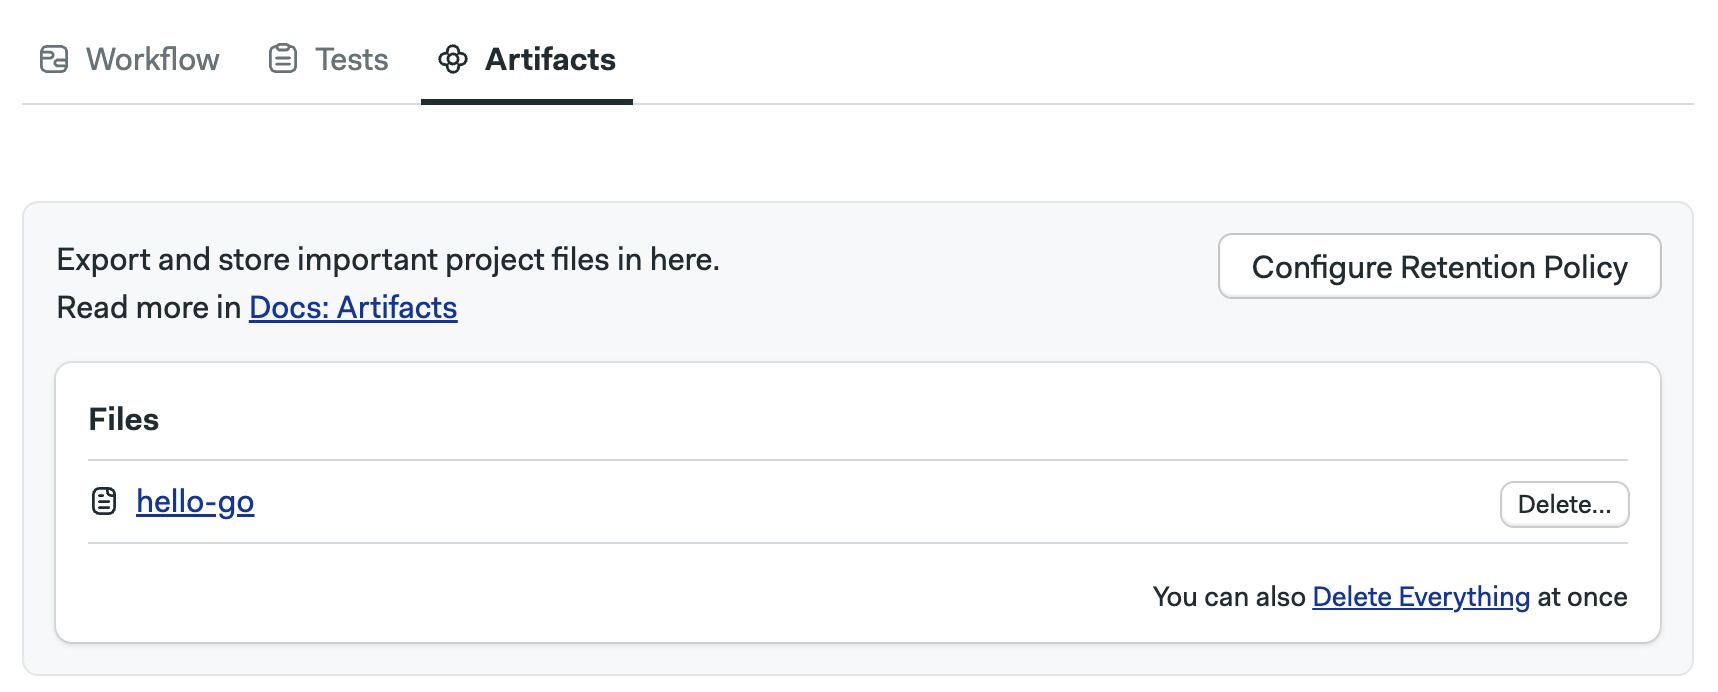 Workflow Tests Artifacts
Export and store important project files in here.
Configure Retention Policy
Read more in Docs: Artifacts
Files
hello-go Delete...
You can also Delete Everything at once